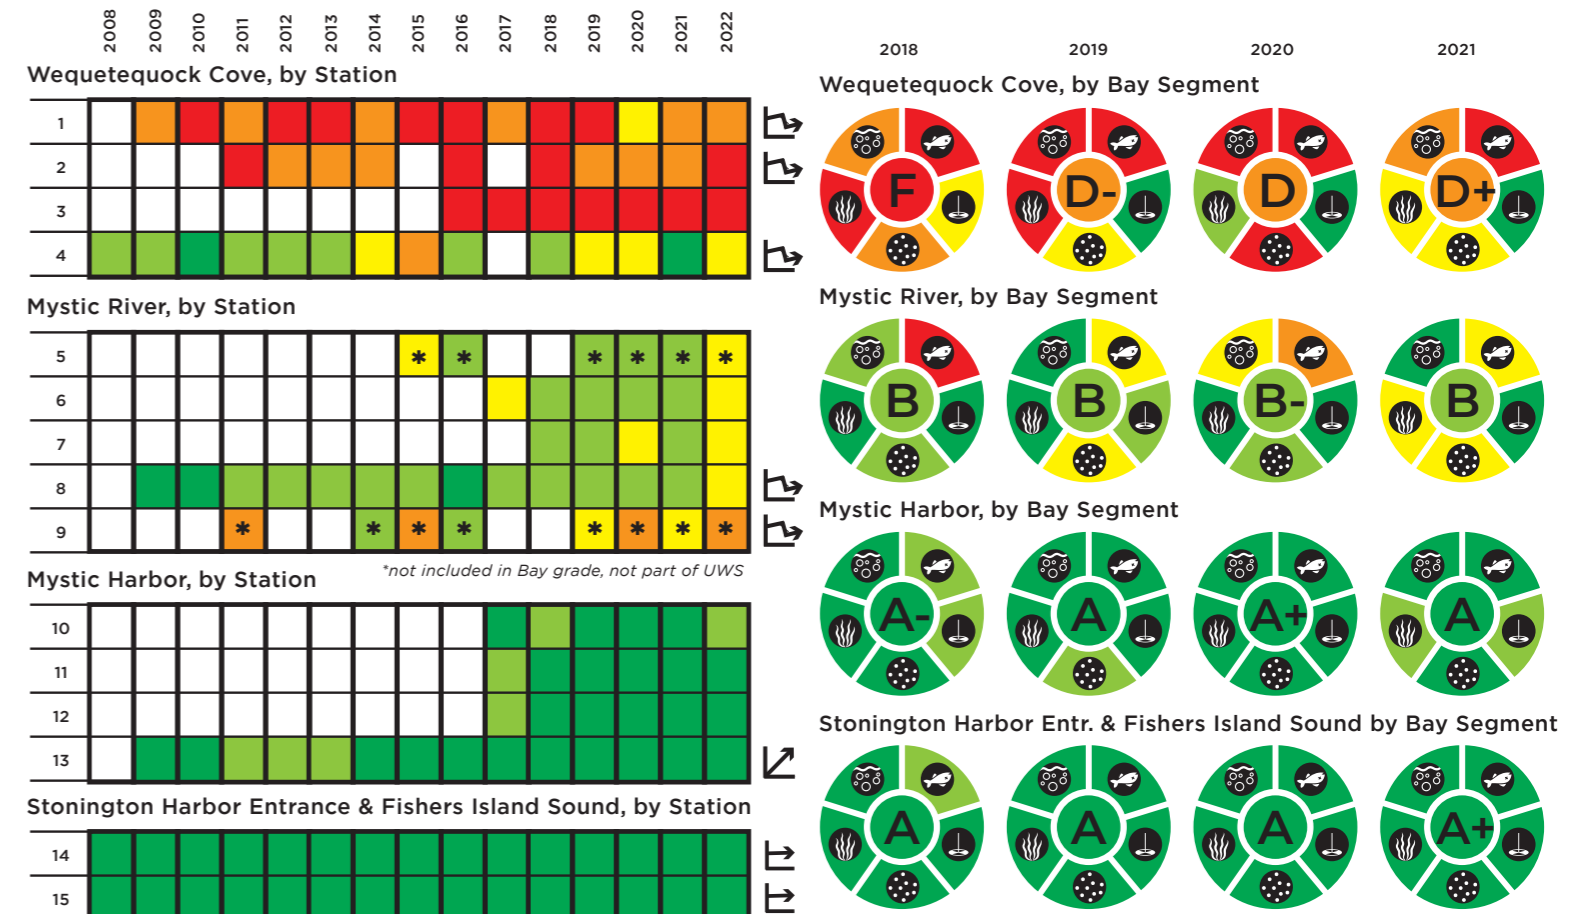 2008 2009 2010 2011 2012 2013 2014 2015 2016 2017 2018 2019 2020 2021 2022
Wequetequock Cove, by Station
1
2
3
4
Mystic River, by Station
5 * * * * * *
6
7
8
9 * * * * * * * *
*not included in Bay grade, not part of UWS
Mystic Harbor, by Station
10
11
12
13
Stonington Harbor Entrance & Fishers Island Sound, by Station
14
15
2018 2019 2020 2021
Wequetequock Cove, by Bay Segment
F D- D D+
Mystic River, by Bay Segment
B B B- B
Mystic Harbor, by Bay Segment
A- A A+ A
Stonington Harbor Entr. & Fishers Island Sound by Bay Segment
A A A A+